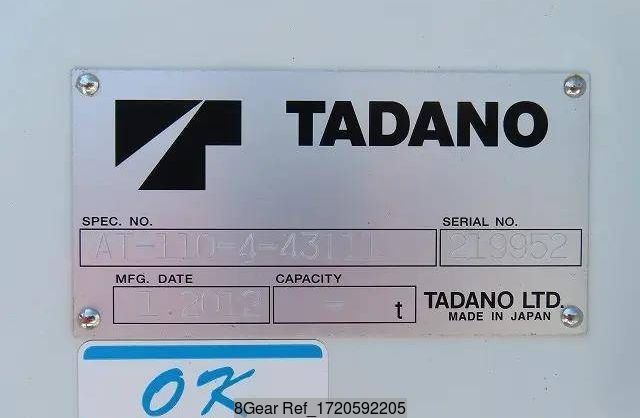 TADANO
SPEC. NO.
SERIAL NO.
AT-110-4-43111
219952
MFG. DATE
CAPACITY
1.2012
- t
TADANO LTD.
MADE IN JAPAN
OK
8Gear Ref_1720592205